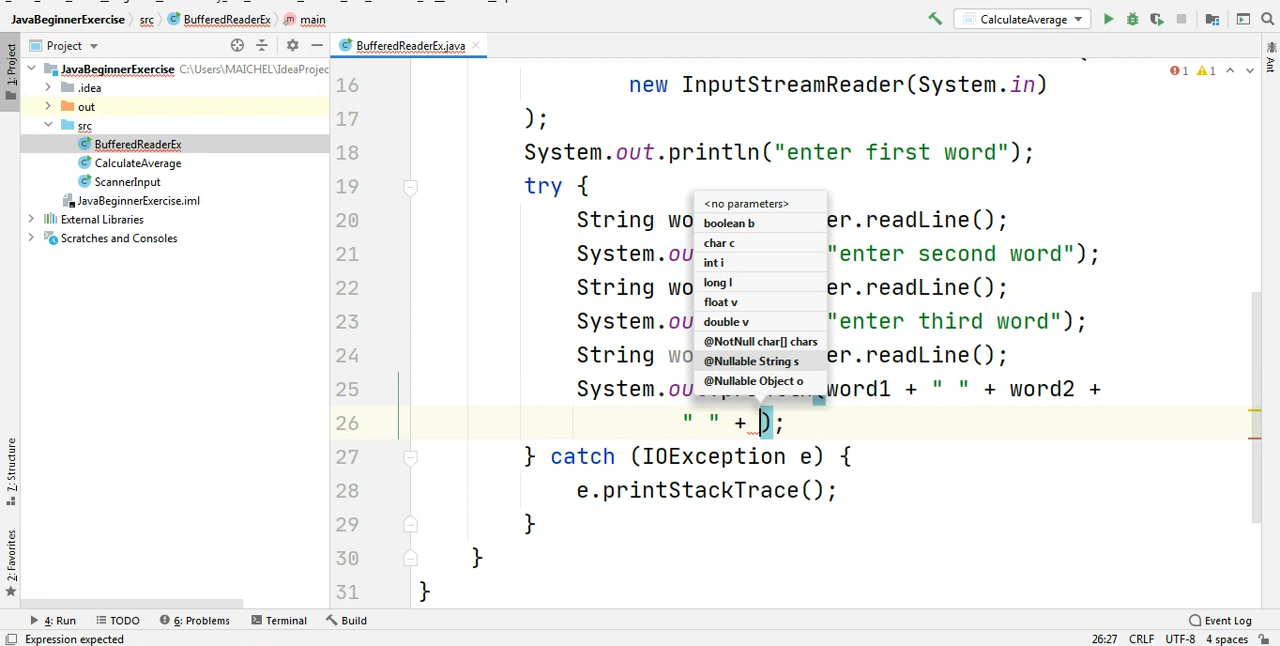 JavaBeginnerExercise src BufferedReaderEx main CalculateAverage
1: Project Project BufferedReaderEx.java Ant
JavaBeginnerExercise C:\Users\MAICHEL\IdeaProjec
.idea
out
src
BufferedReaderEx
CalculateAverage
ScannerInput
JavaBeginnerExercise.iml
External Libraries
Scratches and Consoles
1 1
16 new InputStreamReader(System.in)
17 );
18 System.out.println("enter first word");
19 try {
20 String wo er.readLine();
21 System.ou "enter second word");
22 String wo er.readLine();
23 System.ou "enter third word");
24 String wo er.readLine();
25 System.ou (word1 + " " + word2 +
26 " " + );
27 } catch (IOException e) {
28 e.printStackTrace();
29 }
30 }
31 }
<no parameters>
boolean b
char c
int i
long l
float v
double v
@NotNull char[] chars
@Nullable String s
@Nullable Object o
Z: Structure
2: Favorites
4: Run TODO 6: Problems Terminal Build Event Log
Expression expected 26:27 CRLF UTF-8 4 spaces